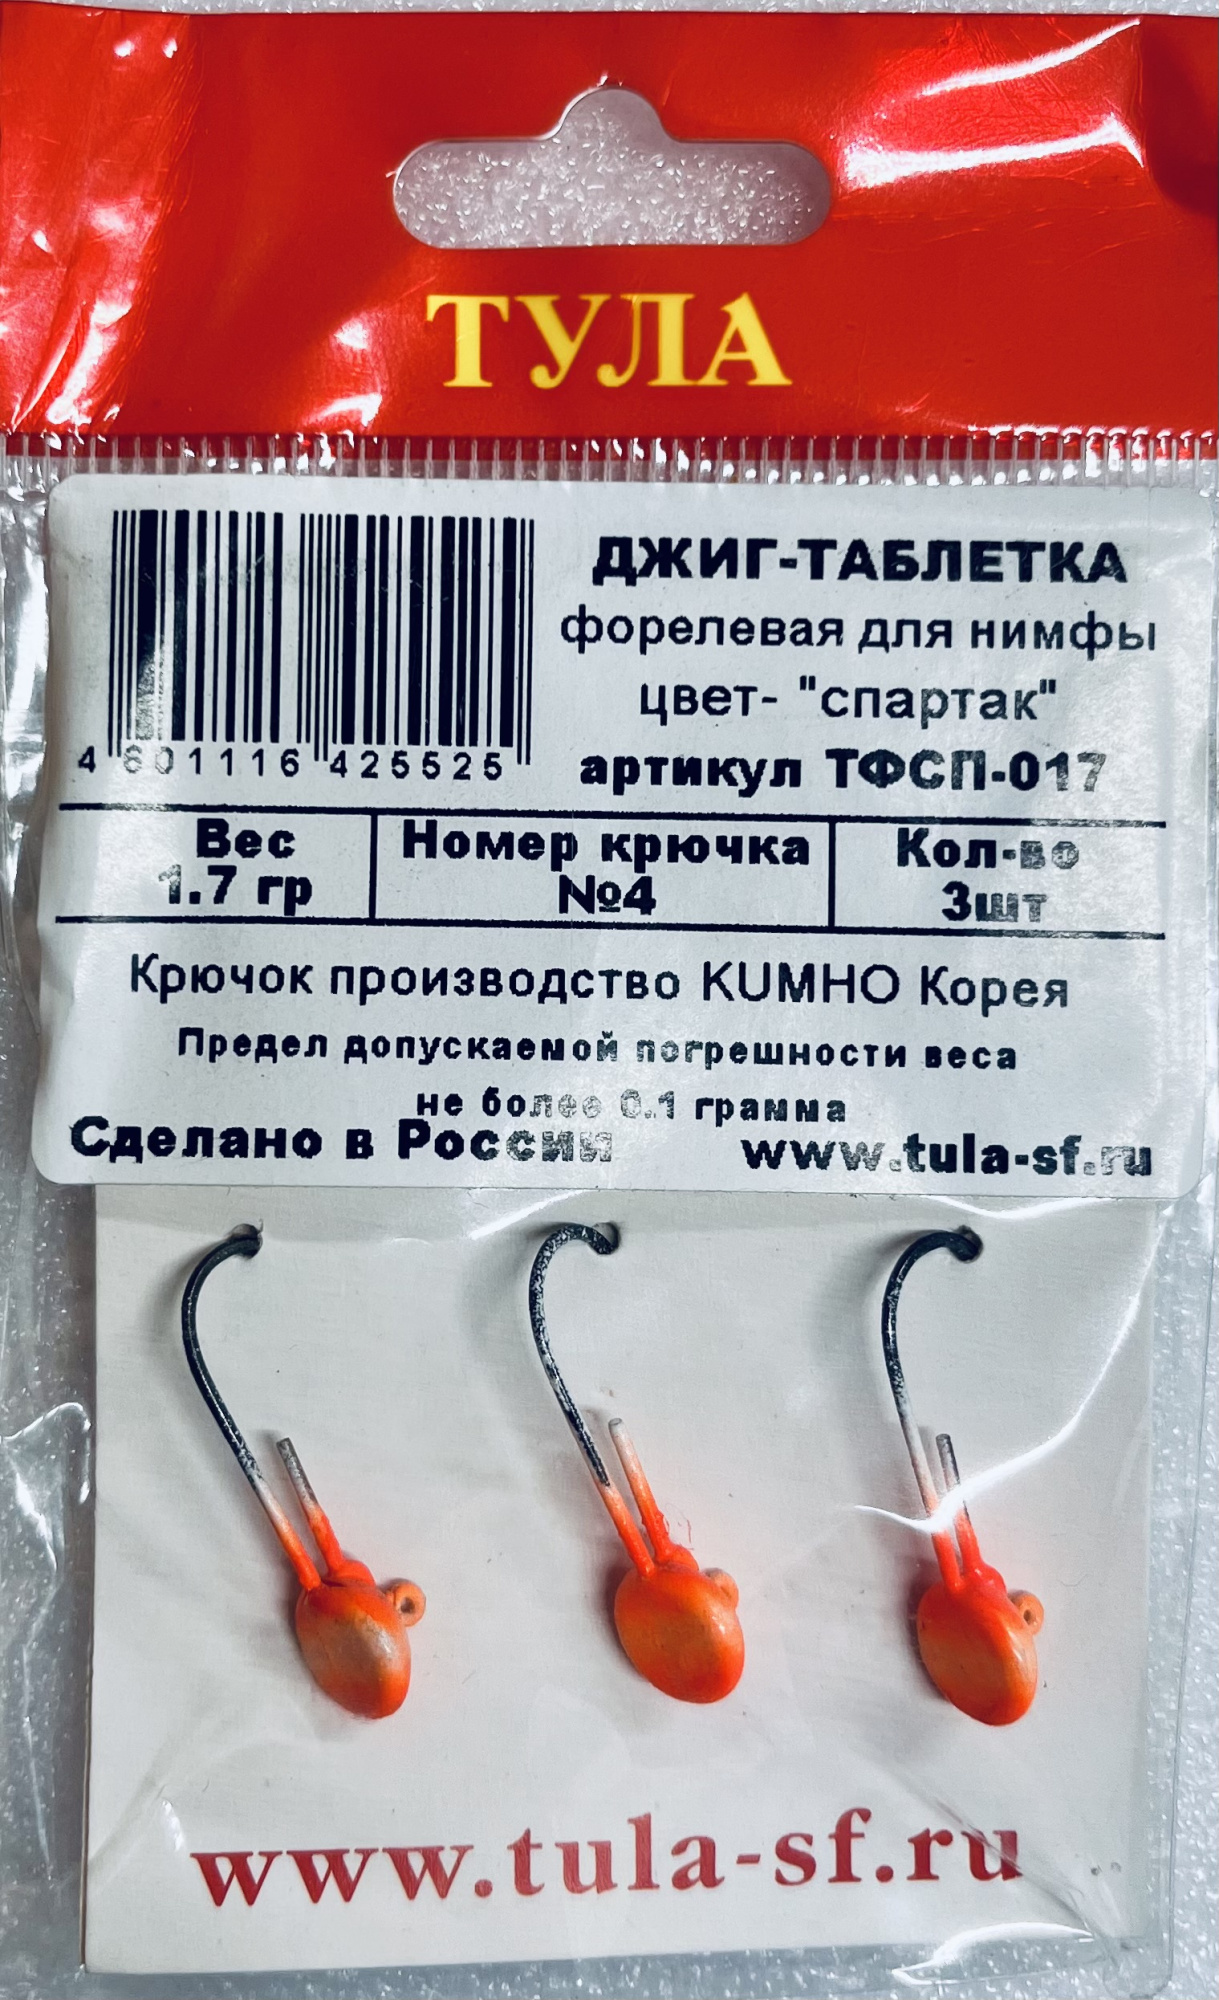 ТУЛА
ДЖИГ-ТАБЛЕТКА
форелевая для нимфы
цвет- "спартак"
артикул ТФСП-017
4 601116 425525
Вес
1.7 гр
Номер крючка
№4
Кол-во
3шт
Крючок производство KUMHO Корея
Предел допускаемой погрешности веса
не более 0.1 грамма
Сделано в России
www.tula-sf.ru
www.tula-sf.ru